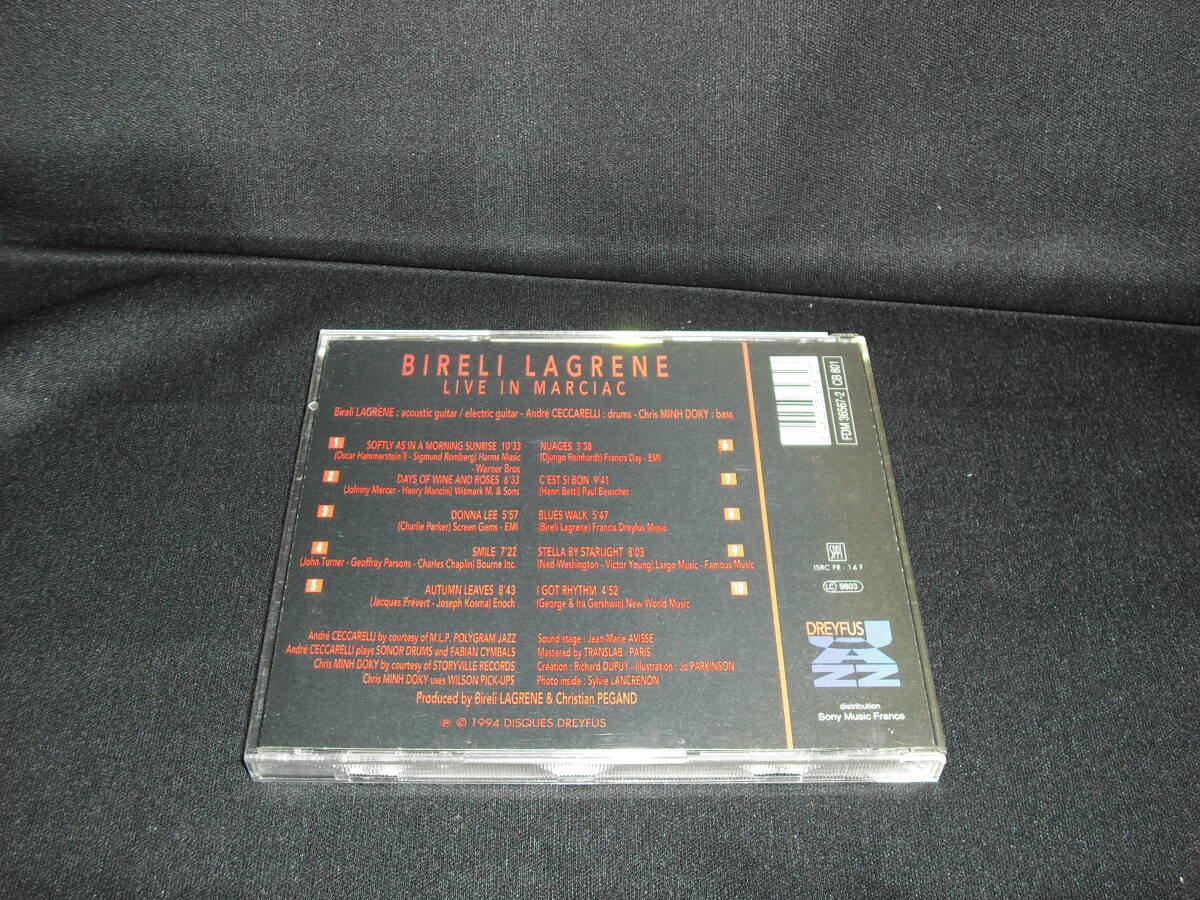 BIRELI LAGRENE
LIVE IN MARCIAC
Bireli LAGRENE : acoustic guitar / electric guitar - André CECCARELLI : drums - Chris MINH DOKY : bass
1 SOFTLY AS IN A MORNING SUNRISE 10'33
(Oscar Hammerstein II - Sigmund Romberg) Harms Music
- Warner Bros
2 DAYS OF WINE AND ROSES 6'33
(Johnny Mercer - Henry Mancini) Witmark M. & Sons
3 DONNA LEE 5'57
(Charlie Parker) Screen Gems - EMI
4 SMILE 7'22
(John Turner - Geoffray Parsons - Charles Chaplin) Bourne Inc.
5 AUTUMN LEAVES 8'43
(Jacques Prévert - Joseph Kosma) Enoch
NUAGES 3'38 6
(Django Reinhardt) Francis Day - EMI
C'EST SI BON 9'41 7
(Henri Betti) Paul Beuscher
BLUES WALK 5'47 8
(Bireli Lagrene) Francis Dreyfus Music
STELLA BY STARLIGHT 8'03 9
(Ned-Weshington - Victor Young) Largo Music - Famous Music
I GOT RHYTHM 4'52 10
(George & Ira Gershwin) New World Music
André CECCARELLI by courtesy of M.L.P. POLYGRAM JAZZ
André CECCARELLI plays SONOR DRUMS and FABIAN CYMBALS
Chris MINH DOKY by courtesy of STORYVILLE RECORDS
Chris MINH DOKY uses WILSON PICK-UPS
Sound stage : Jean-Marie AVISSE
Mastered by TRANSLAB - PARIS
Création : Richard DUPUY - Illustration : Jo PARKINSON
Photo inside : Sylvie LANCRENON
Produced by Bireli LAGRENE & Christian PEGAND
℗ © 1994 DISQUES DREYFUS
FDM 36567-2 CB 801
SPPF
ISRC FR - 14 F
LC 9803
DREYFUS
JAZZ
distribution
Sony Music France